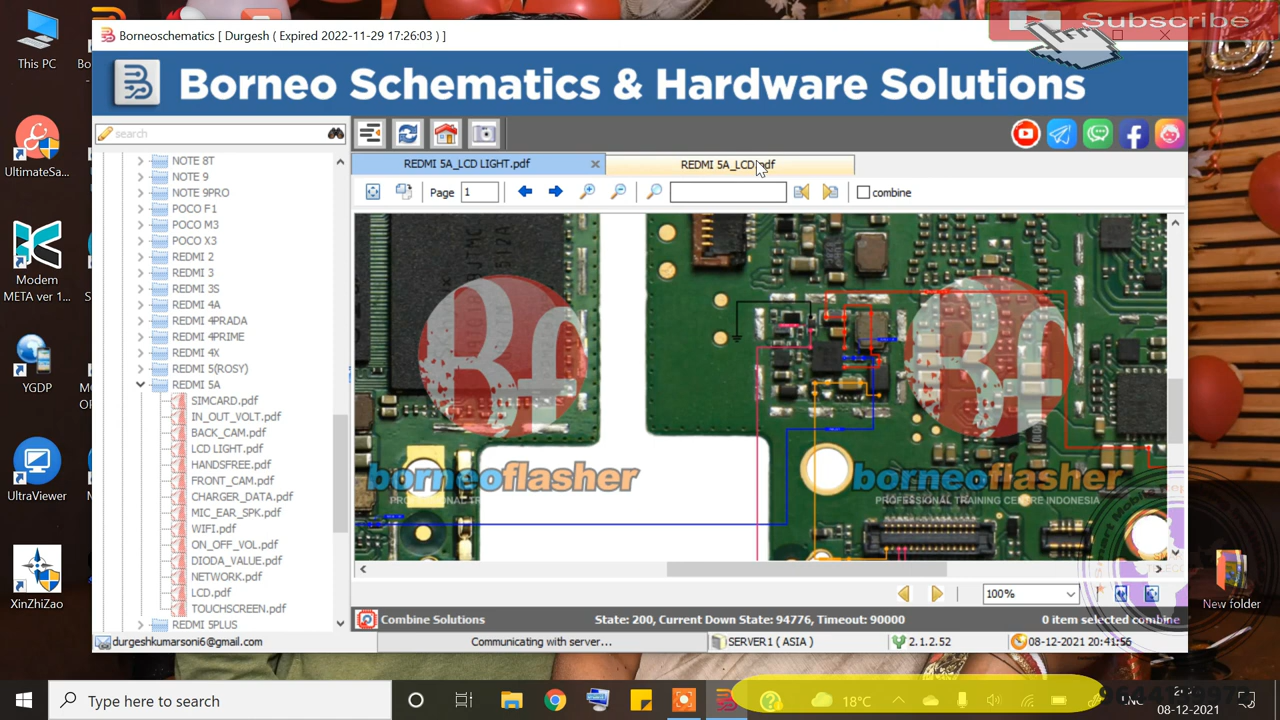 This PC
UltimateSa...
Modem
META ver 1...
YGDP
UltraViewer
XinZhiZao
Borneoschematics [ Durgesh ( Expired 2022-11-29 17:26:03 ) ]
Subscribe
Borneo Schematics & Hardware Solutions
search
NOTE 8T
NOTE 9
NOTE 9PRO
POCO F1
POCO M3
POCO X3
REDMI 2
REDMI 3
REDMI 3S
REDMI 4A
REDMI 4PRADA
REDMI 4PRIME
REDMI 4X
REDMI 5(ROSY)
REDMI 5A
SIMCARD.pdf
IN_OUT_VOLT.pdf
BACK_CAM.pdf
LCD LIGHT.pdf
HANDSFREE.pdf
FRONT_CAM.pdf
CHARGER_DATA.pdf
MIC_EAR_SPK.pdf
WIFI.pdf
ON_OFF_VOL.pdf
DIODA_VALUE.pdf
NETWORK.pdf
LCD.pdf
TOUCHSCREEN.pdf
REDMI 5PLUS
REDMI 5A_LCD LIGHT.pdf
REDMI 5A_LCD.pdf
Page 1
combine
borneoflasher
borneoflasher
PROFESSIONAL TRAINING CENTRE INDONESIA
100%
Combine Solutions
State: 200, Current Down State: 94776, Timeout: 90000
0 item selected combine
durgeshkumarsoni6@gmail.com
Communicating with server...
SERVER1 ( ASIA )
2.1.2.52
08-12-2021 20:41:56
New folder
Type here to search
18°C
08-12-2021